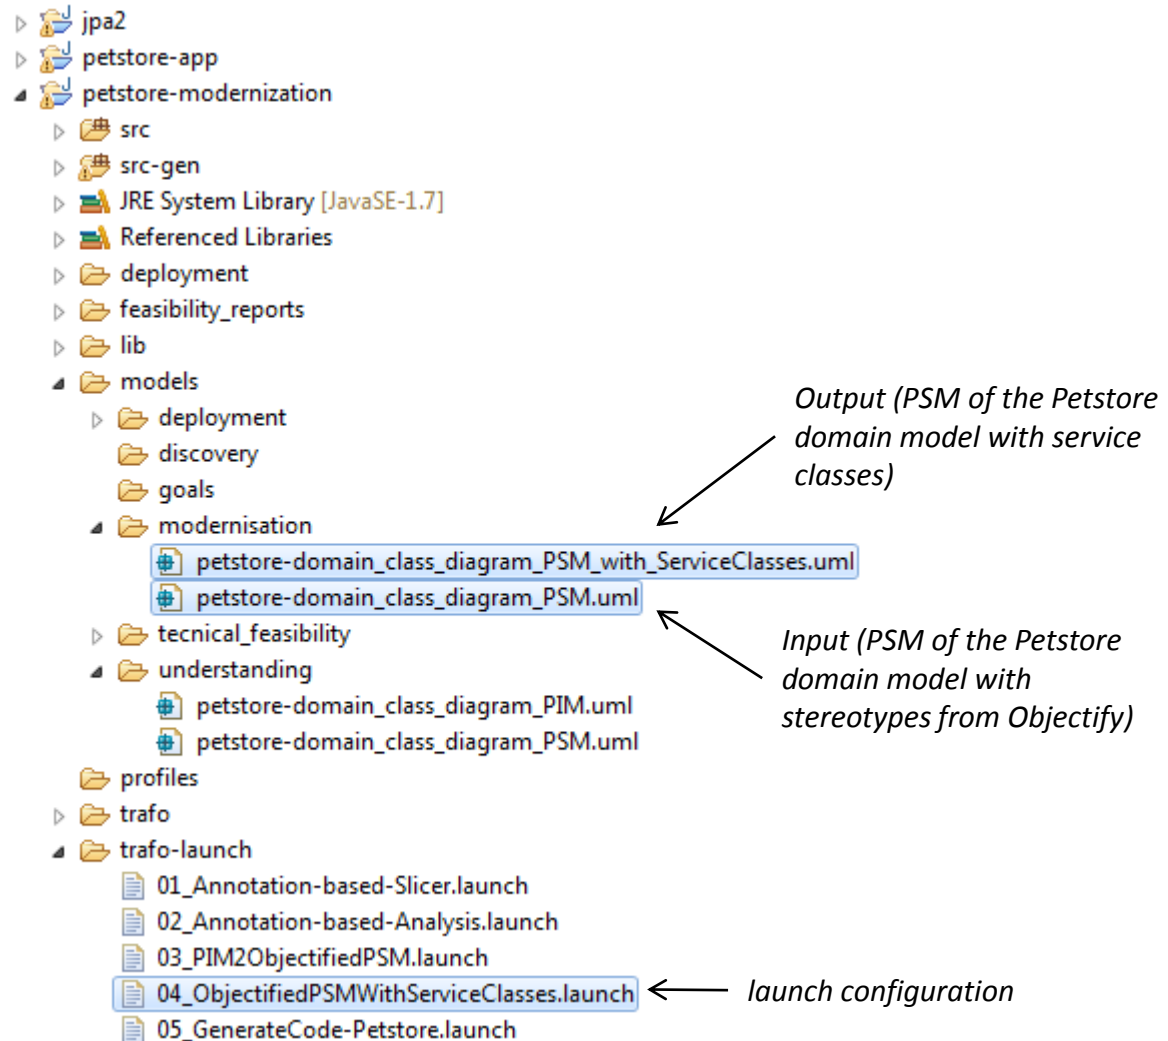 jpa2
petstore-app
petstore-modernization
src
src-gen
JRE System Library [JavaSE-1.7]
Referenced Libraries
deployment
feasibility_reports
lib
models
deployment
discovery
goals
modernisation
petstore-domain_class_diagram_PSM_with_ServiceClasses.uml
petstore-domain_class_diagram_PSM.uml
tecnical_feasibility
understanding
petstore-domain_class_diagram_PIM.uml
petstore-domain_class_diagram_PSM.uml
profiles
trafo
trafo-launch
01_Annotation-based-Slicer.launch
02_Annotation-based-Analysis.launch
03_PIM2ObjectifiedPSM.launch
04_ObjectifiedPSMWithServiceClasses.launch
05_GenerateCode-Petstore.launch
Output (PSM of the Petstore
domain model with service
classes)
Input (PSM of the Petstore
domain model with
stereotypes from Objectify)
launch configuration